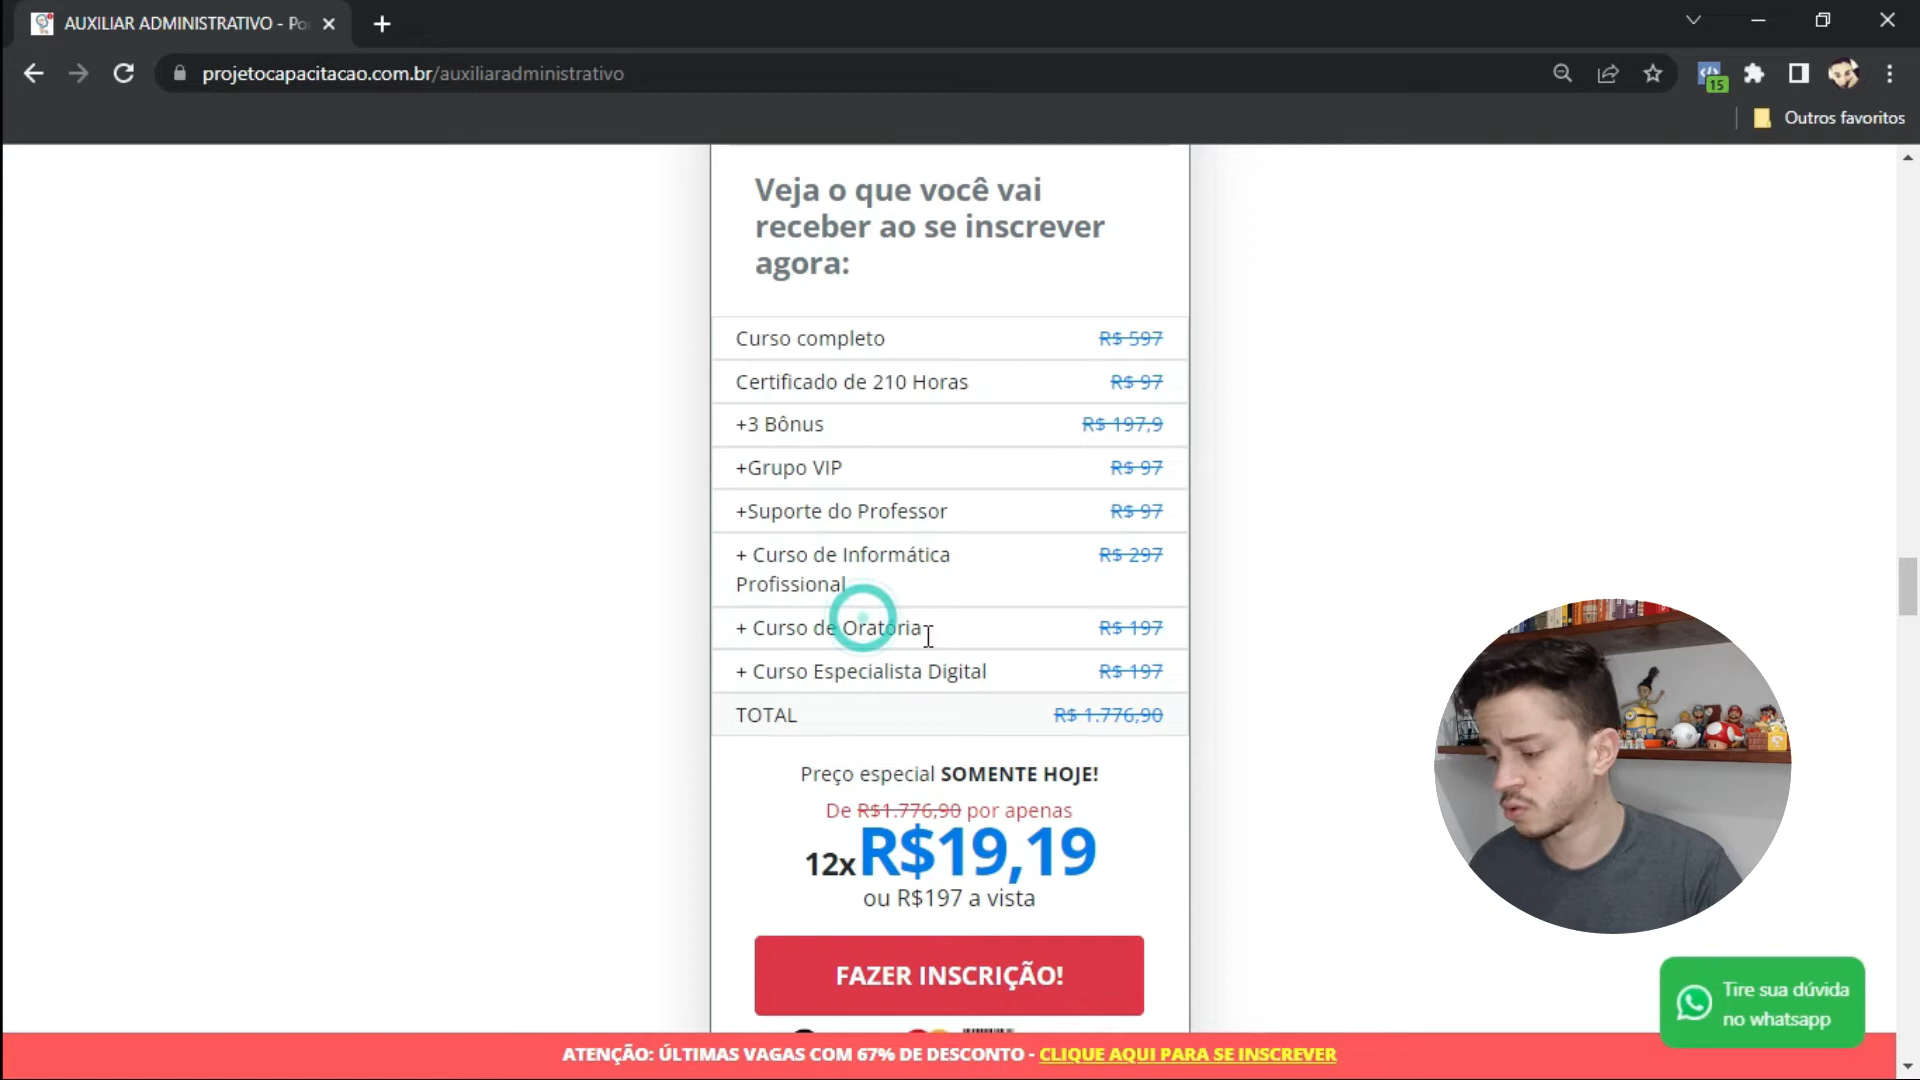 AUXILIAR ADMINISTRATIVO - Po
projetocapacitacao.com.br/auxiliaradministrativo
15
Outros favoritos
Veja o que você vai
receber ao se inscrever
agora:
Curso completo R$ 597
Certificado de 210 Horas R$ 97
+3 Bônus R$ 197,9
+Grupo VIP R$ 97
+Suporte do Professor R$ 97
+ Curso de Informática R$ 297
Profissional
+ Curso de Oratória R$ 197
+ Curso Especialista Digital R$ 197
TOTAL R$ 1.776,90
Preço especial SOMENTE HOJE!
De R$1.776,90 por apenas
12x R$19,19
ou R$197 a vista
FAZER INSCRIÇÃO!
Tire sua dúvida
no whatsapp
ATENÇÃO: ÚLTIMAS VAGAS COM 67% DE DESCONTO - CLIQUE AQUI PARA SE INSCREVER